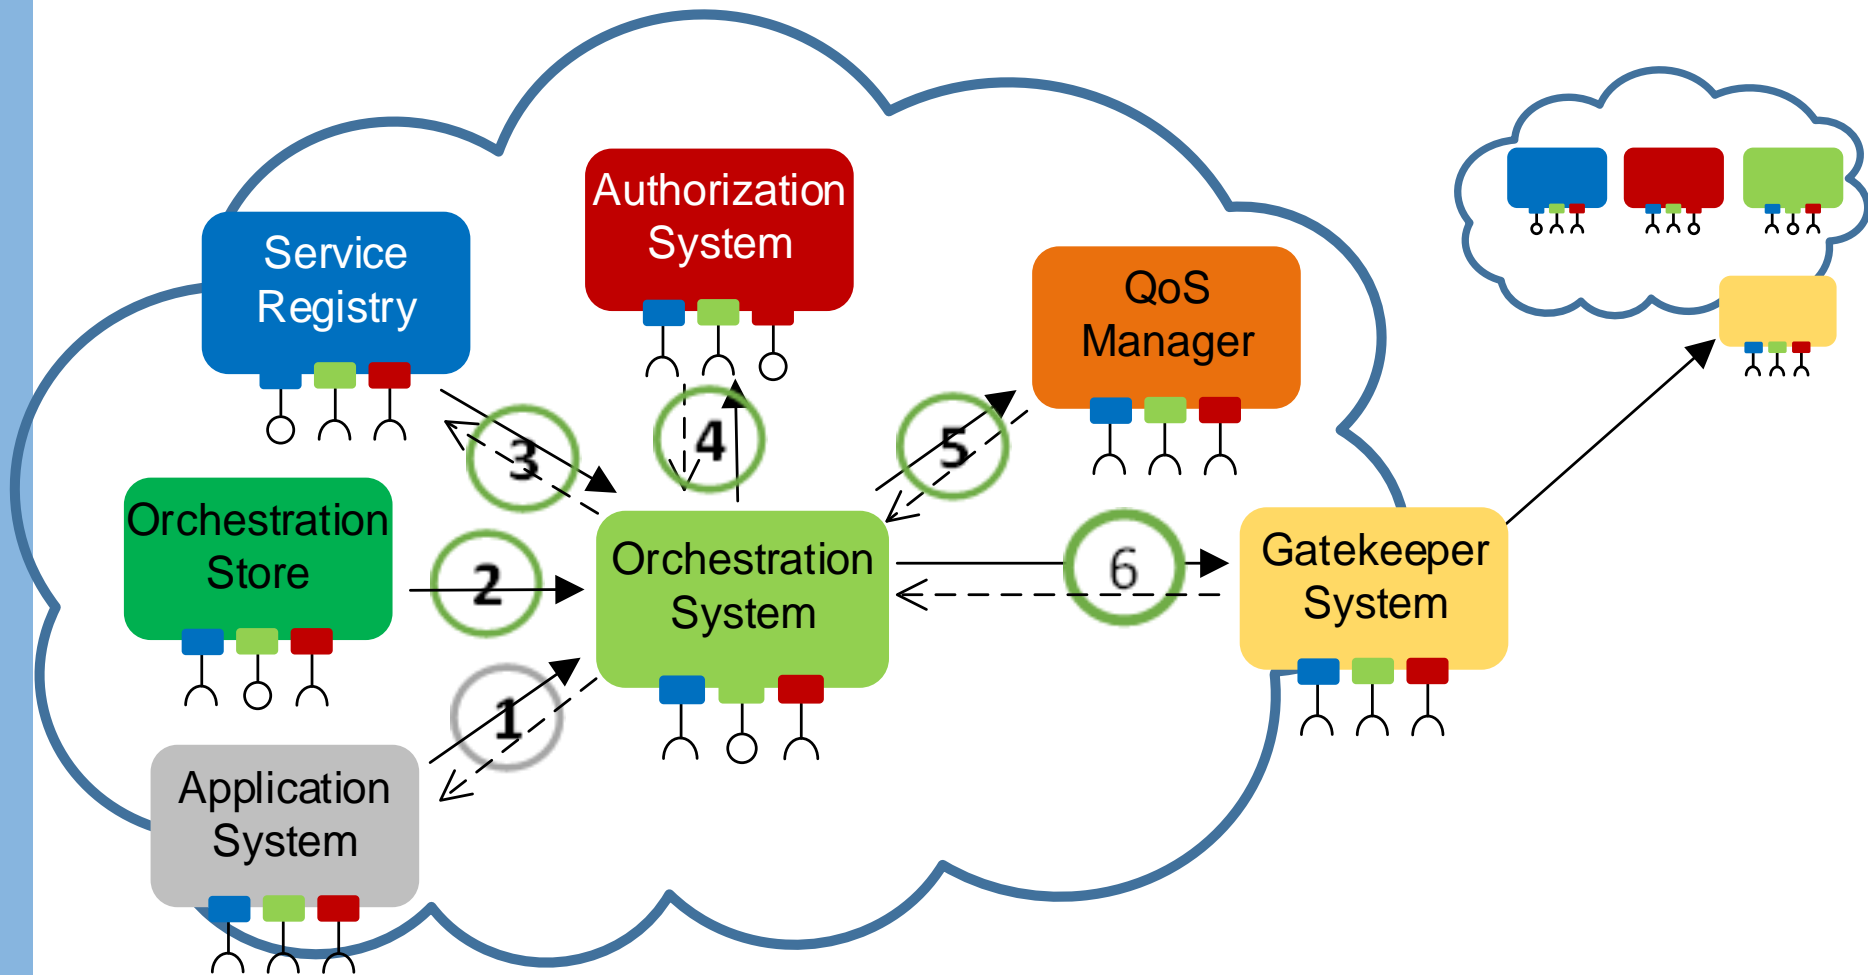 Authorization
System
Service
Registry
QoS
Manager
4
5
3
Orchestration
Store
2
Orchestration
System
6
Gatekeeper
System
1
Application
System